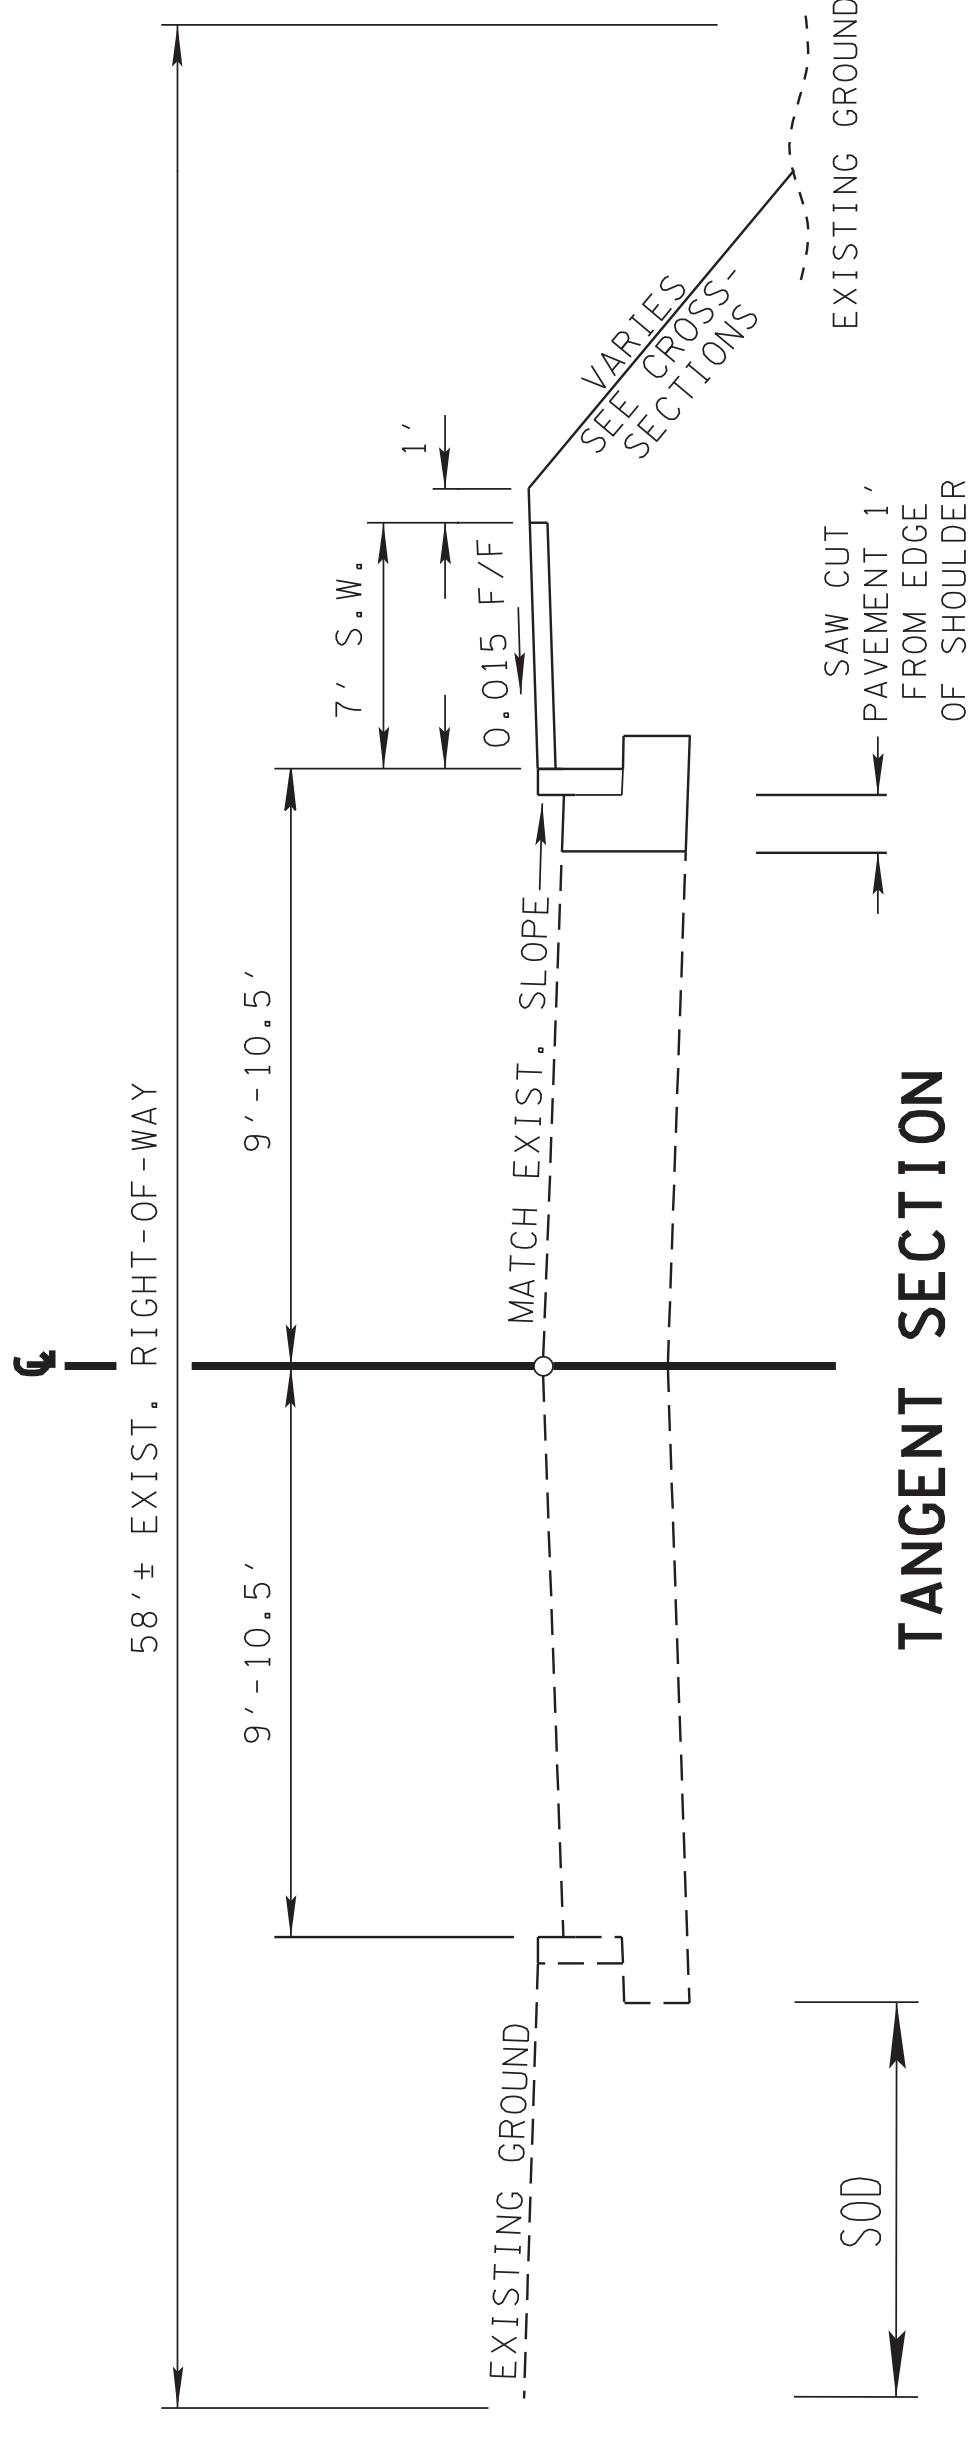 ℄
58'± EXIST. RIGHT-OF-WAY
9'-10.5'
9'-10.5'
7' S.W.
1'
0.015 F/F
EXISTING GROUND
MATCH EXIST. SLOPE
VARIES
SEE CROSS-
SECTIONS
EXISTING GROUND
SAW CUT
PAVEMENT 1'
FROM EDGE
OF SHOULDER
SOD
TANGENT SECTION